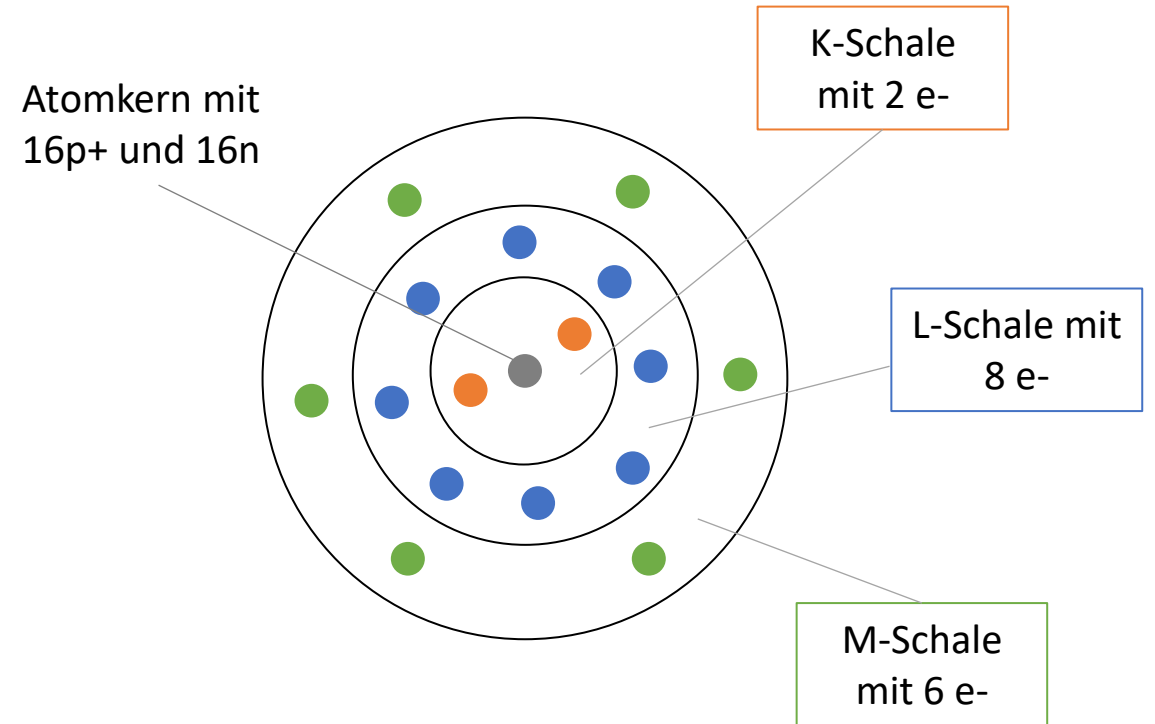 Atomkern mit
16p+ und 16n
K-Schale
mit 2 e-
L-Schale mit
8 e-
M-Schale
mit 6 e-